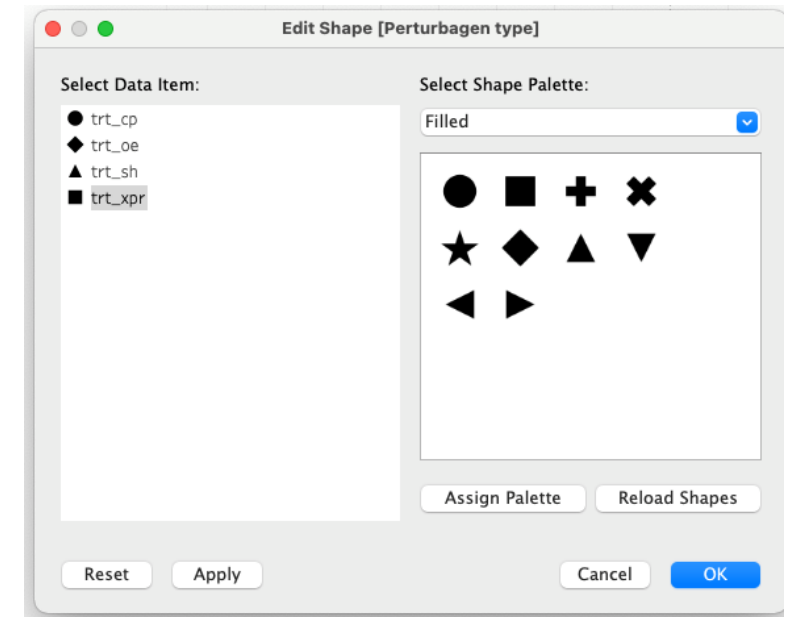 Edit Shape [Perturbagen type]
Select Data Item:
trt_cp
trt_oe
trt_sh
trt_xpr
Select Shape Palette:
Filled
Assign Palette
Reload Shapes
Reset
Apply
Cancel
OK